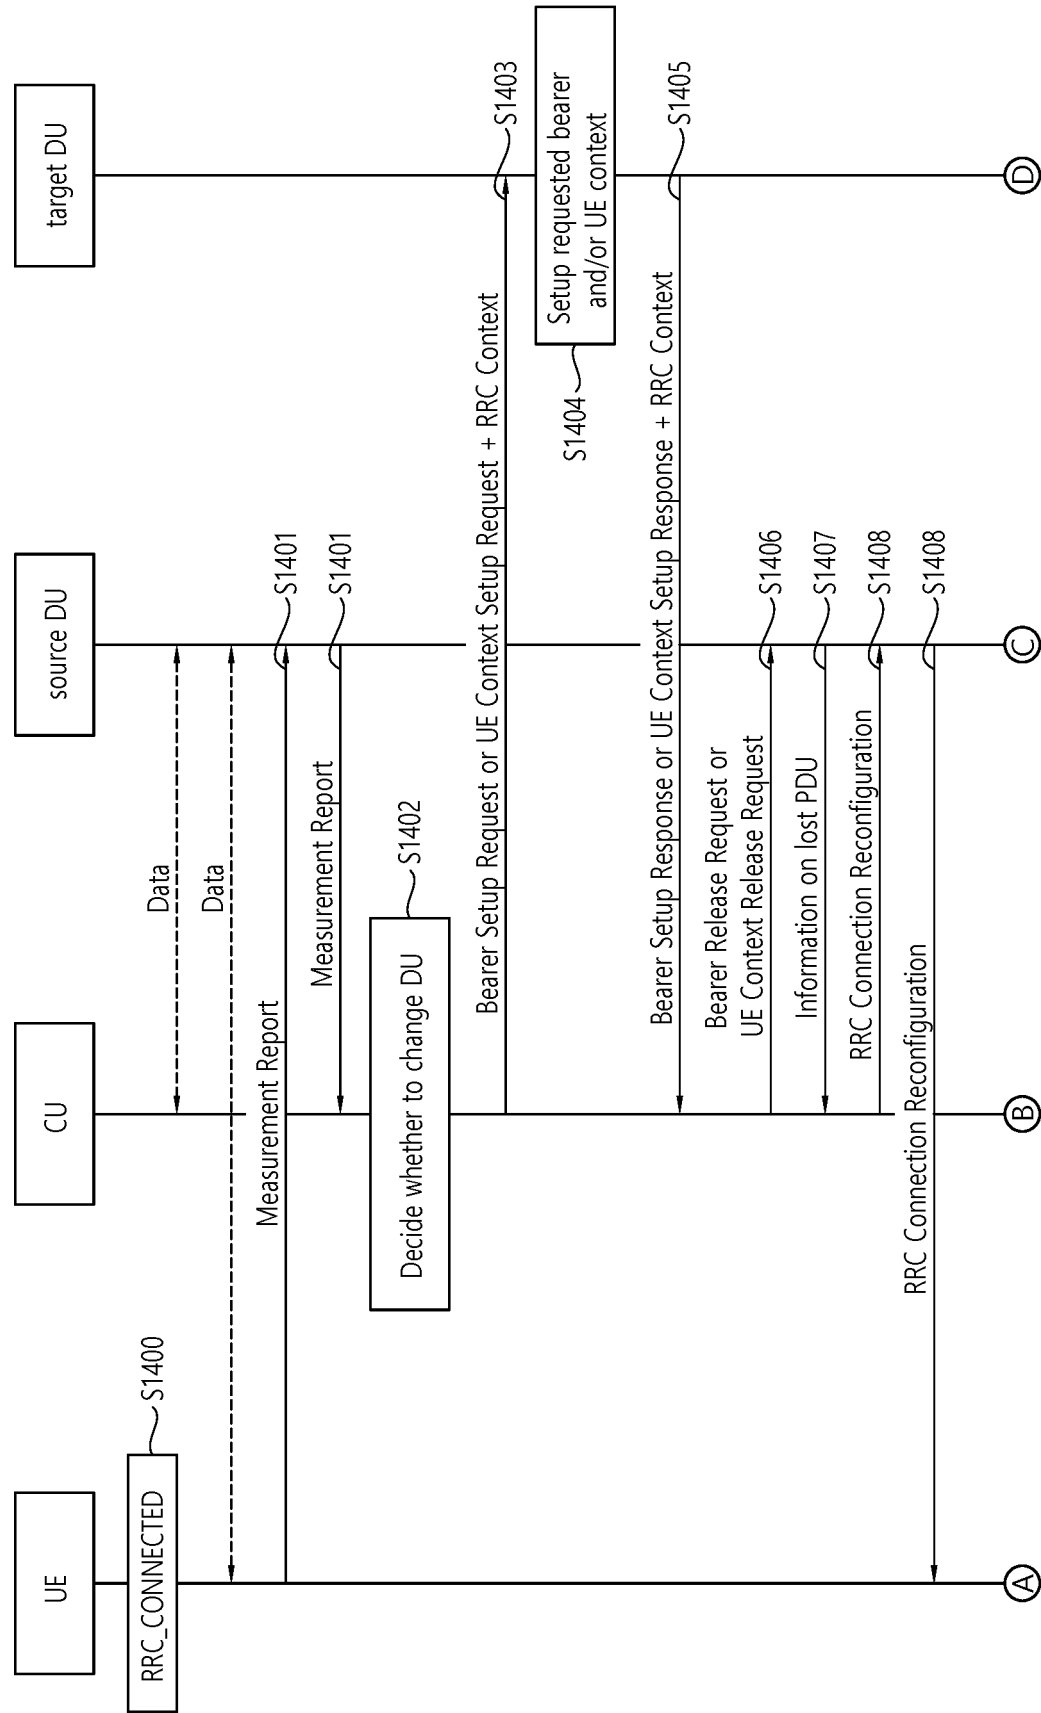 UE
CU
source DU
target DU
RRC_CONNECTED
S1400
Data
Data
Measurement Report
S1401
Measurement Report
S1401
Decide whether to change DU
S1402
Bearer Setup Request or UE Context Setup Request + RRC Context
S1403
Setup requested bearer
and/or UE context
S1404
Bearer Setup Response or UE Context Setup Response + RRC Context
S1405
Bearer Release Request or
UE Context Release Request
S1406
Information on lost PDU
S1407
RRC Connection Reconfiguration
S1408
RRC Connection Reconfiguration
S1408
A
B
C
D